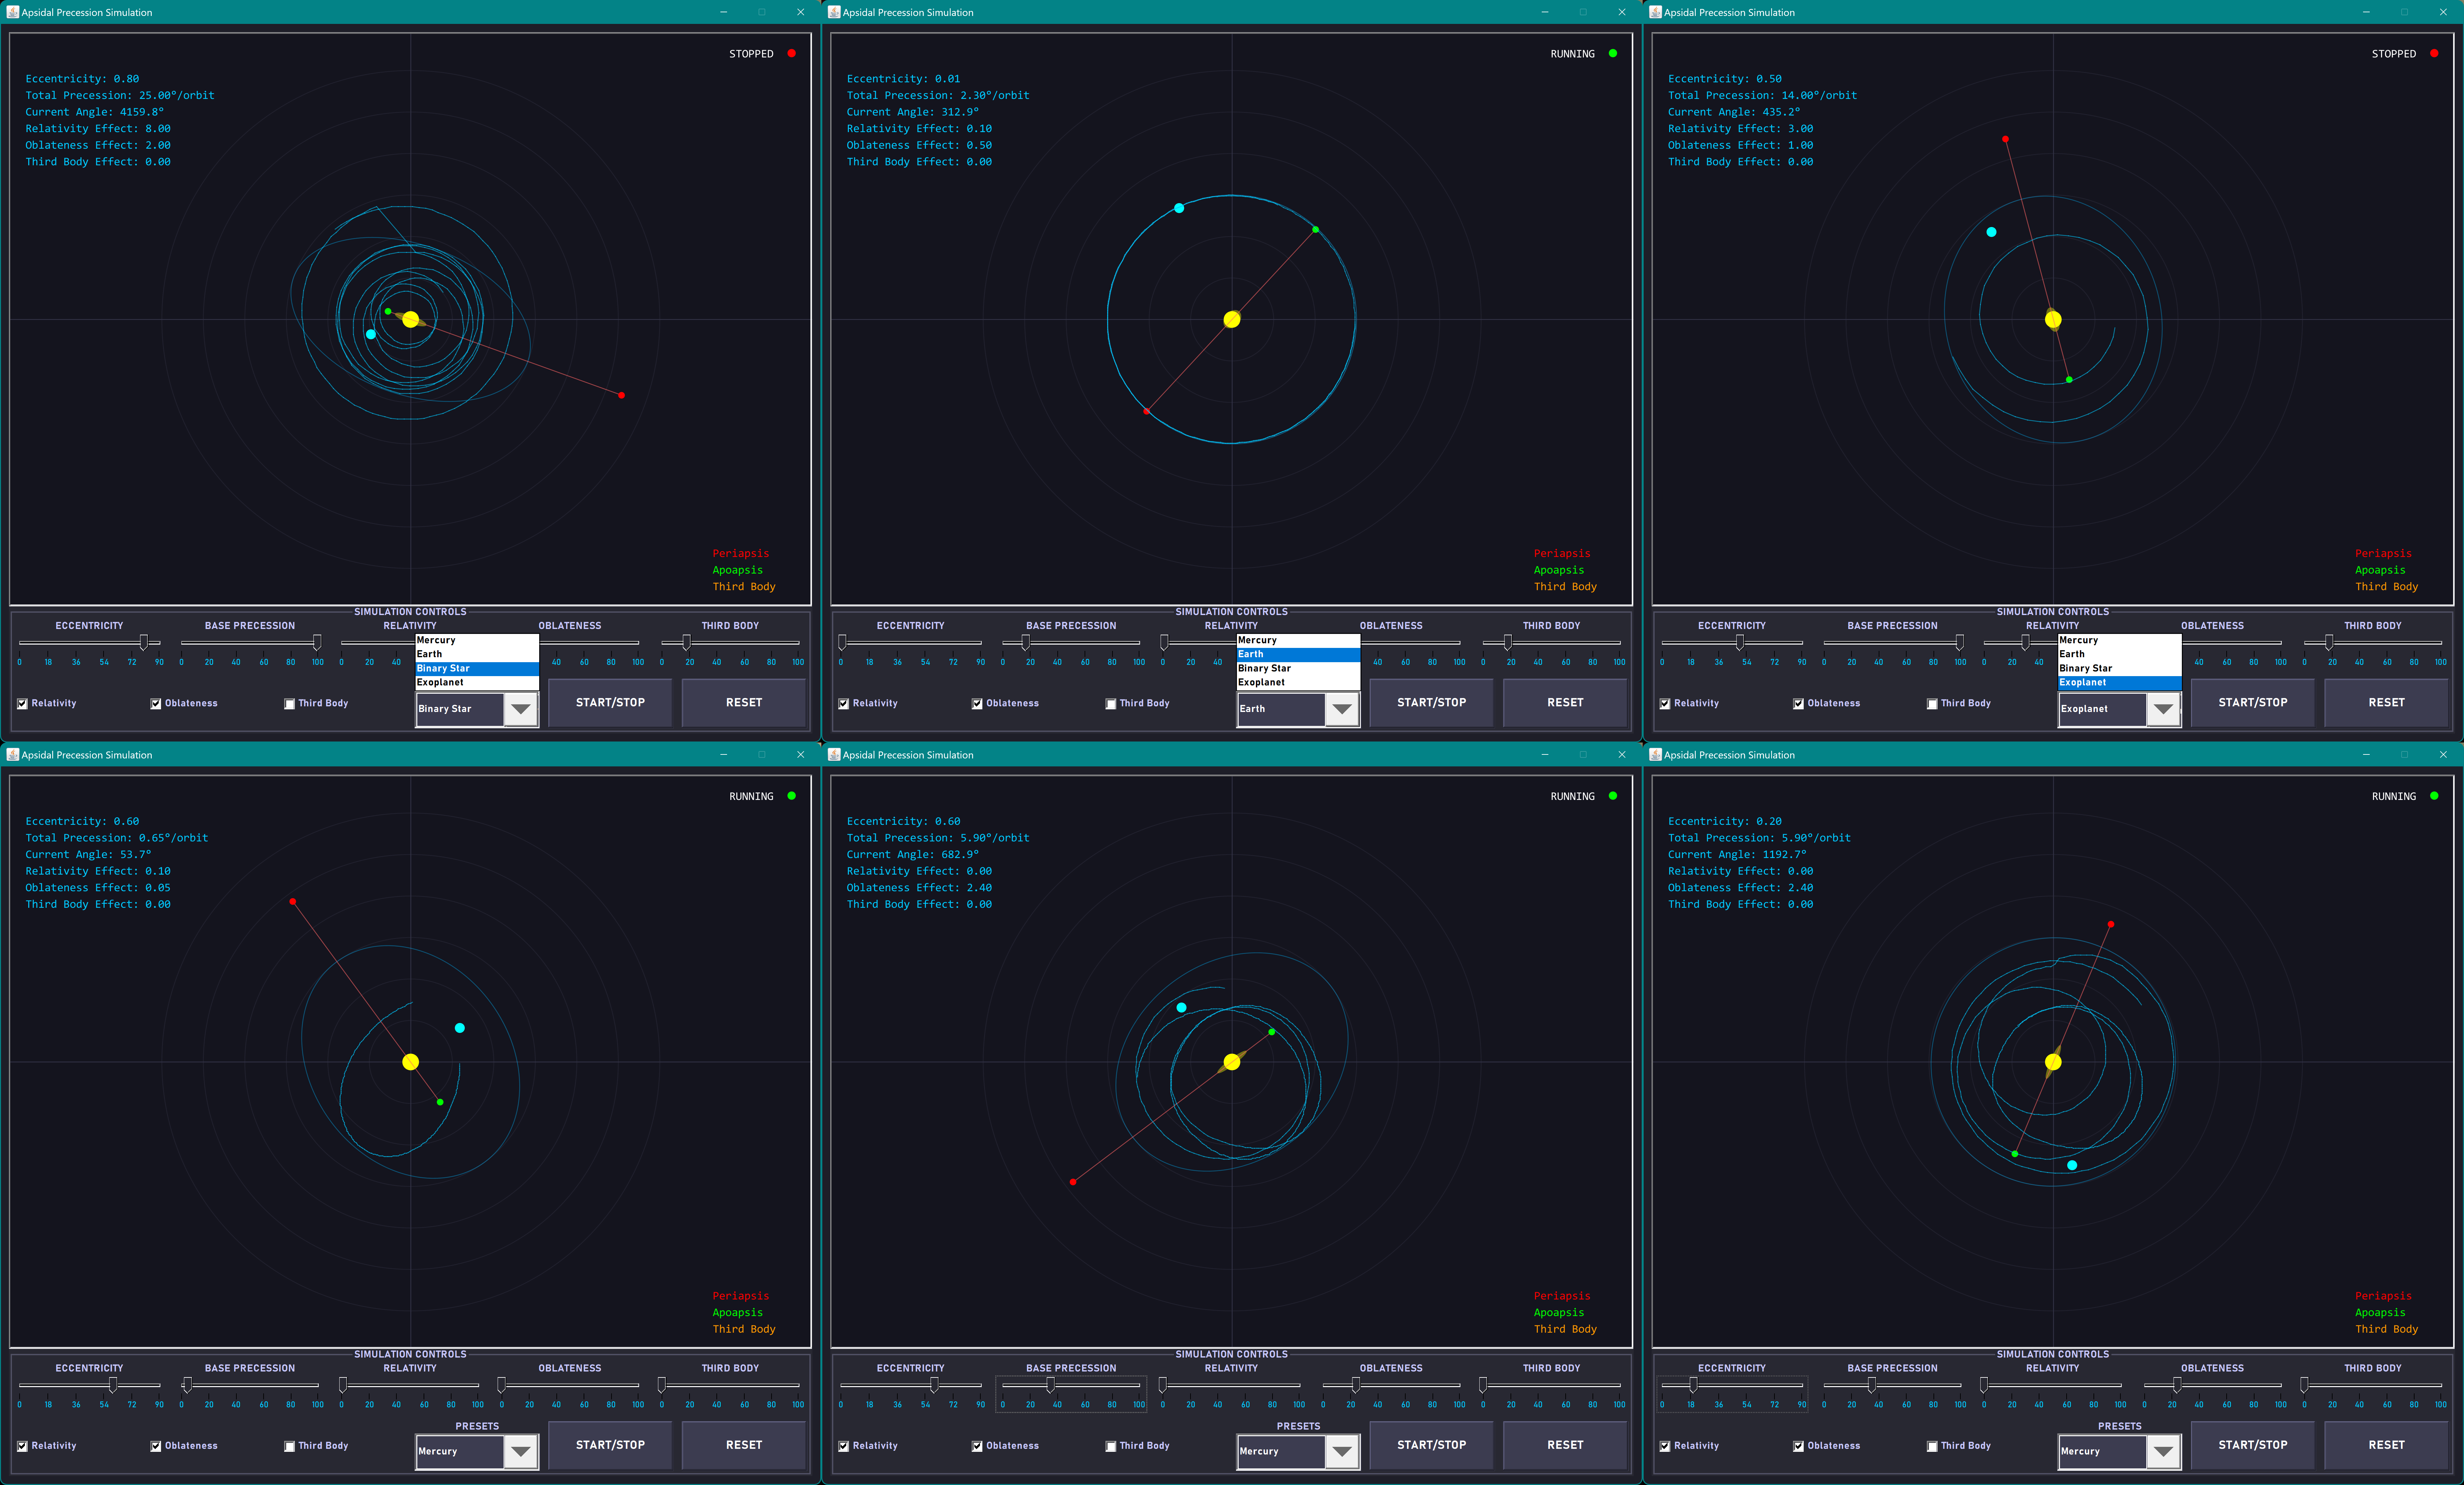 Apsidal Precession Simulation
STOPPED
Eccentricity: 0.80
Total Precession: 25.00°/orbit
Current Angle: 4159.8°
Relativity Effect: 8.00
Oblateness Effect: 2.00
Third Body Effect: 0.00
Periapsis
Apoapsis
Third Body
SIMULATION CONTROLS
ECCENTRICITY BASE PRECESSION RELATIVITY OBLATENESS THIRD BODY
0 18 36 54 72 90 0 20 40 60 80 100 0 20 40 40 60 80 100 0 20 40 60 80 100
Mercury
Earth
Binary Star
Exoplanet
Relativity Oblateness Third Body Binary Star START/STOP RESET
Apsidal Precession Simulation
RUNNING
Eccentricity: 0.01
Total Precession: 2.30°/orbit
Current Angle: 312.9°
Relativity Effect: 0.10
Oblateness Effect: 0.50
Third Body Effect: 0.00
Periapsis
Apoapsis
Third Body
SIMULATION CONTROLS
ECCENTRICITY BASE PRECESSION RELATIVITY OBLATENESS THIRD BODY
0 18 36 54 72 90 0 20 40 60 80 100 0 20 40 40 60 80 100 0 20 40 60 80 100
Mercury
Earth
Binary Star
Exoplanet
Relativity Oblateness Third Body Earth START/STOP RESET
Apsidal Precession Simulation
STOPPED
Eccentricity: 0.50
Total Precession: 14.00°/orbit
Current Angle: 435.2°
Relativity Effect: 3.00
Oblateness Effect: 1.00
Third Body Effect: 0.00
Periapsis
Apoapsis
Third Body
SIMULATION CONTROLS
ECCENTRICITY BASE PRECESSION RELATIVITY OBLATENESS THIRD BODY
0 18 36 54 72 90 0 20 40 60 80 100 0 20 40 40 60 80 100 0 20 40 60 80 100
Mercury
Earth
Binary Star
Exoplanet
Relativity Oblateness Third Body Exoplanet START/STOP RESET
Apsidal Precession Simulation
RUNNING
Eccentricity: 0.60
Total Precession: 0.65°/orbit
Current Angle: 53.7°
Relativity Effect: 0.10
Oblateness Effect: 0.05
Third Body Effect: 0.00
Periapsis
Apoapsis
Third Body
SIMULATION CONTROLS
ECCENTRICITY BASE PRECESSION RELATIVITY OBLATENESS THIRD BODY
0 18 36 54 72 90 0 20 40 60 80 100 0 20 40 60 80 100 0 20 40 60 80 100 0 20 40 60 80 100
PRESETS
Relativity Oblateness Third Body Mercury START/STOP RESET
Apsidal Precession Simulation
RUNNING
Eccentricity: 0.60
Total Precession: 5.90°/orbit
Current Angle: 682.9°
Relativity Effect: 0.00
Oblateness Effect: 2.40
Third Body Effect: 0.00
Periapsis
Apoapsis
Third Body
SIMULATION CONTROLS
ECCENTRICITY BASE PRECESSION RELATIVITY OBLATENESS THIRD BODY
0 18 36 54 72 90 0 20 40 60 80 100 0 20 40 60 80 100 0 20 40 60 80 100 0 20 40 60 80 100
PRESETS
Relativity Oblateness Third Body Mercury START/STOP RESET
Apsidal Precession Simulation
RUNNING
Eccentricity: 0.20
Total Precession: 5.90°/orbit
Current Angle: 1192.7°
Relativity Effect: 0.00
Oblateness Effect: 2.40
Third Body Effect: 0.00
Periapsis
Apoapsis
Third Body
SIMULATION CONTROLS
ECCENTRICITY BASE PRECESSION RELATIVITY OBLATENESS THIRD BODY
0 18 36 54 72 90 0 20 40 60 80 100 0 20 40 60 80 100 0 20 40 60 80 100 0 20 40 60 80 100
PRESETS
Relativity Oblateness Third Body Mercury START/STOP RESET